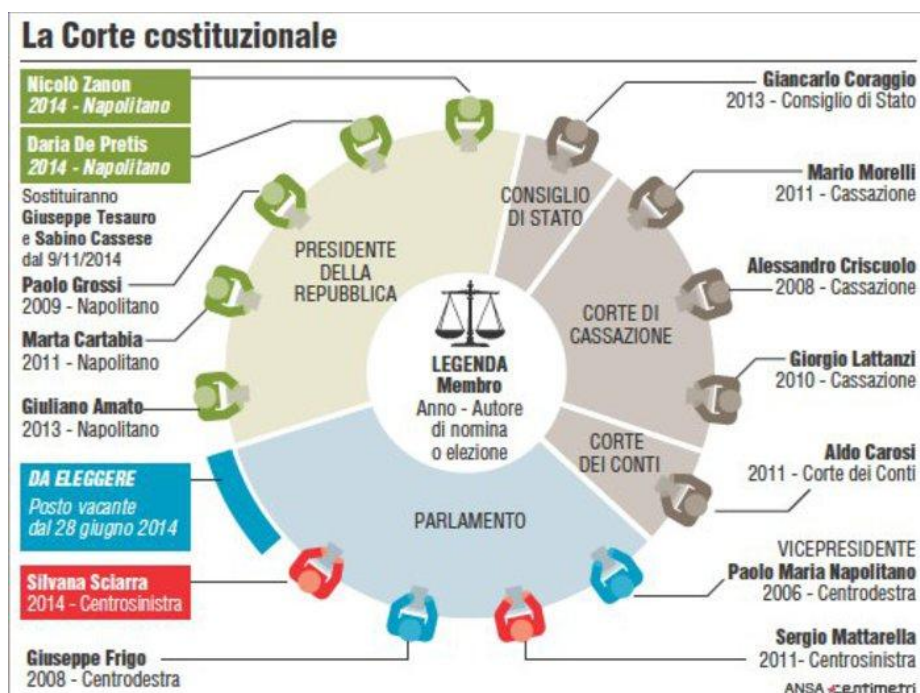 La Corte costituzionale
Nicolò Zanon
2014 - Napolitano
Daria De Pretis
2014 - Napolitano
Sostituiranno
Giuseppe Tesauro
e Sabino Cassese
dal 9/11/2014
Paolo Grossi
2009 - Napolitano
Marta Cartabia
2011 - Napolitano
Giuliano Amato
2013 - Napolitano
DA ELEGGERE
Posto vacante
dal 28 giugno 2014
Silvana Sciarra
2014 - Centrosinistra
Giuseppe Frigo
2008 - Centrodestra
PRESIDENTE
DELLA
REPUBBLICA
CONSIGLIO
DI STATO
CORTE DI
CASSAZIONE
CORTE
DEI CONTI
PARLAMENTO
LEGENDA
Membro
Anno - Autore
di nomina
o elezione
Giancarlo Coraggio
2013 - Consiglio di Stato
Mario Morelli
2011 - Cassazione
Alessandro Criscuolo
2008 - Cassazione
Giorgio Lattanzi
2010 - Cassazione
Aldo Carosi
2011 - Corte dei Conti
VICEPRESIDENTE
Paolo Maria Napolitano
2006 - Centrodestra
Sergio Mattarella
2011- Centrosinistra
ANSA centimetri